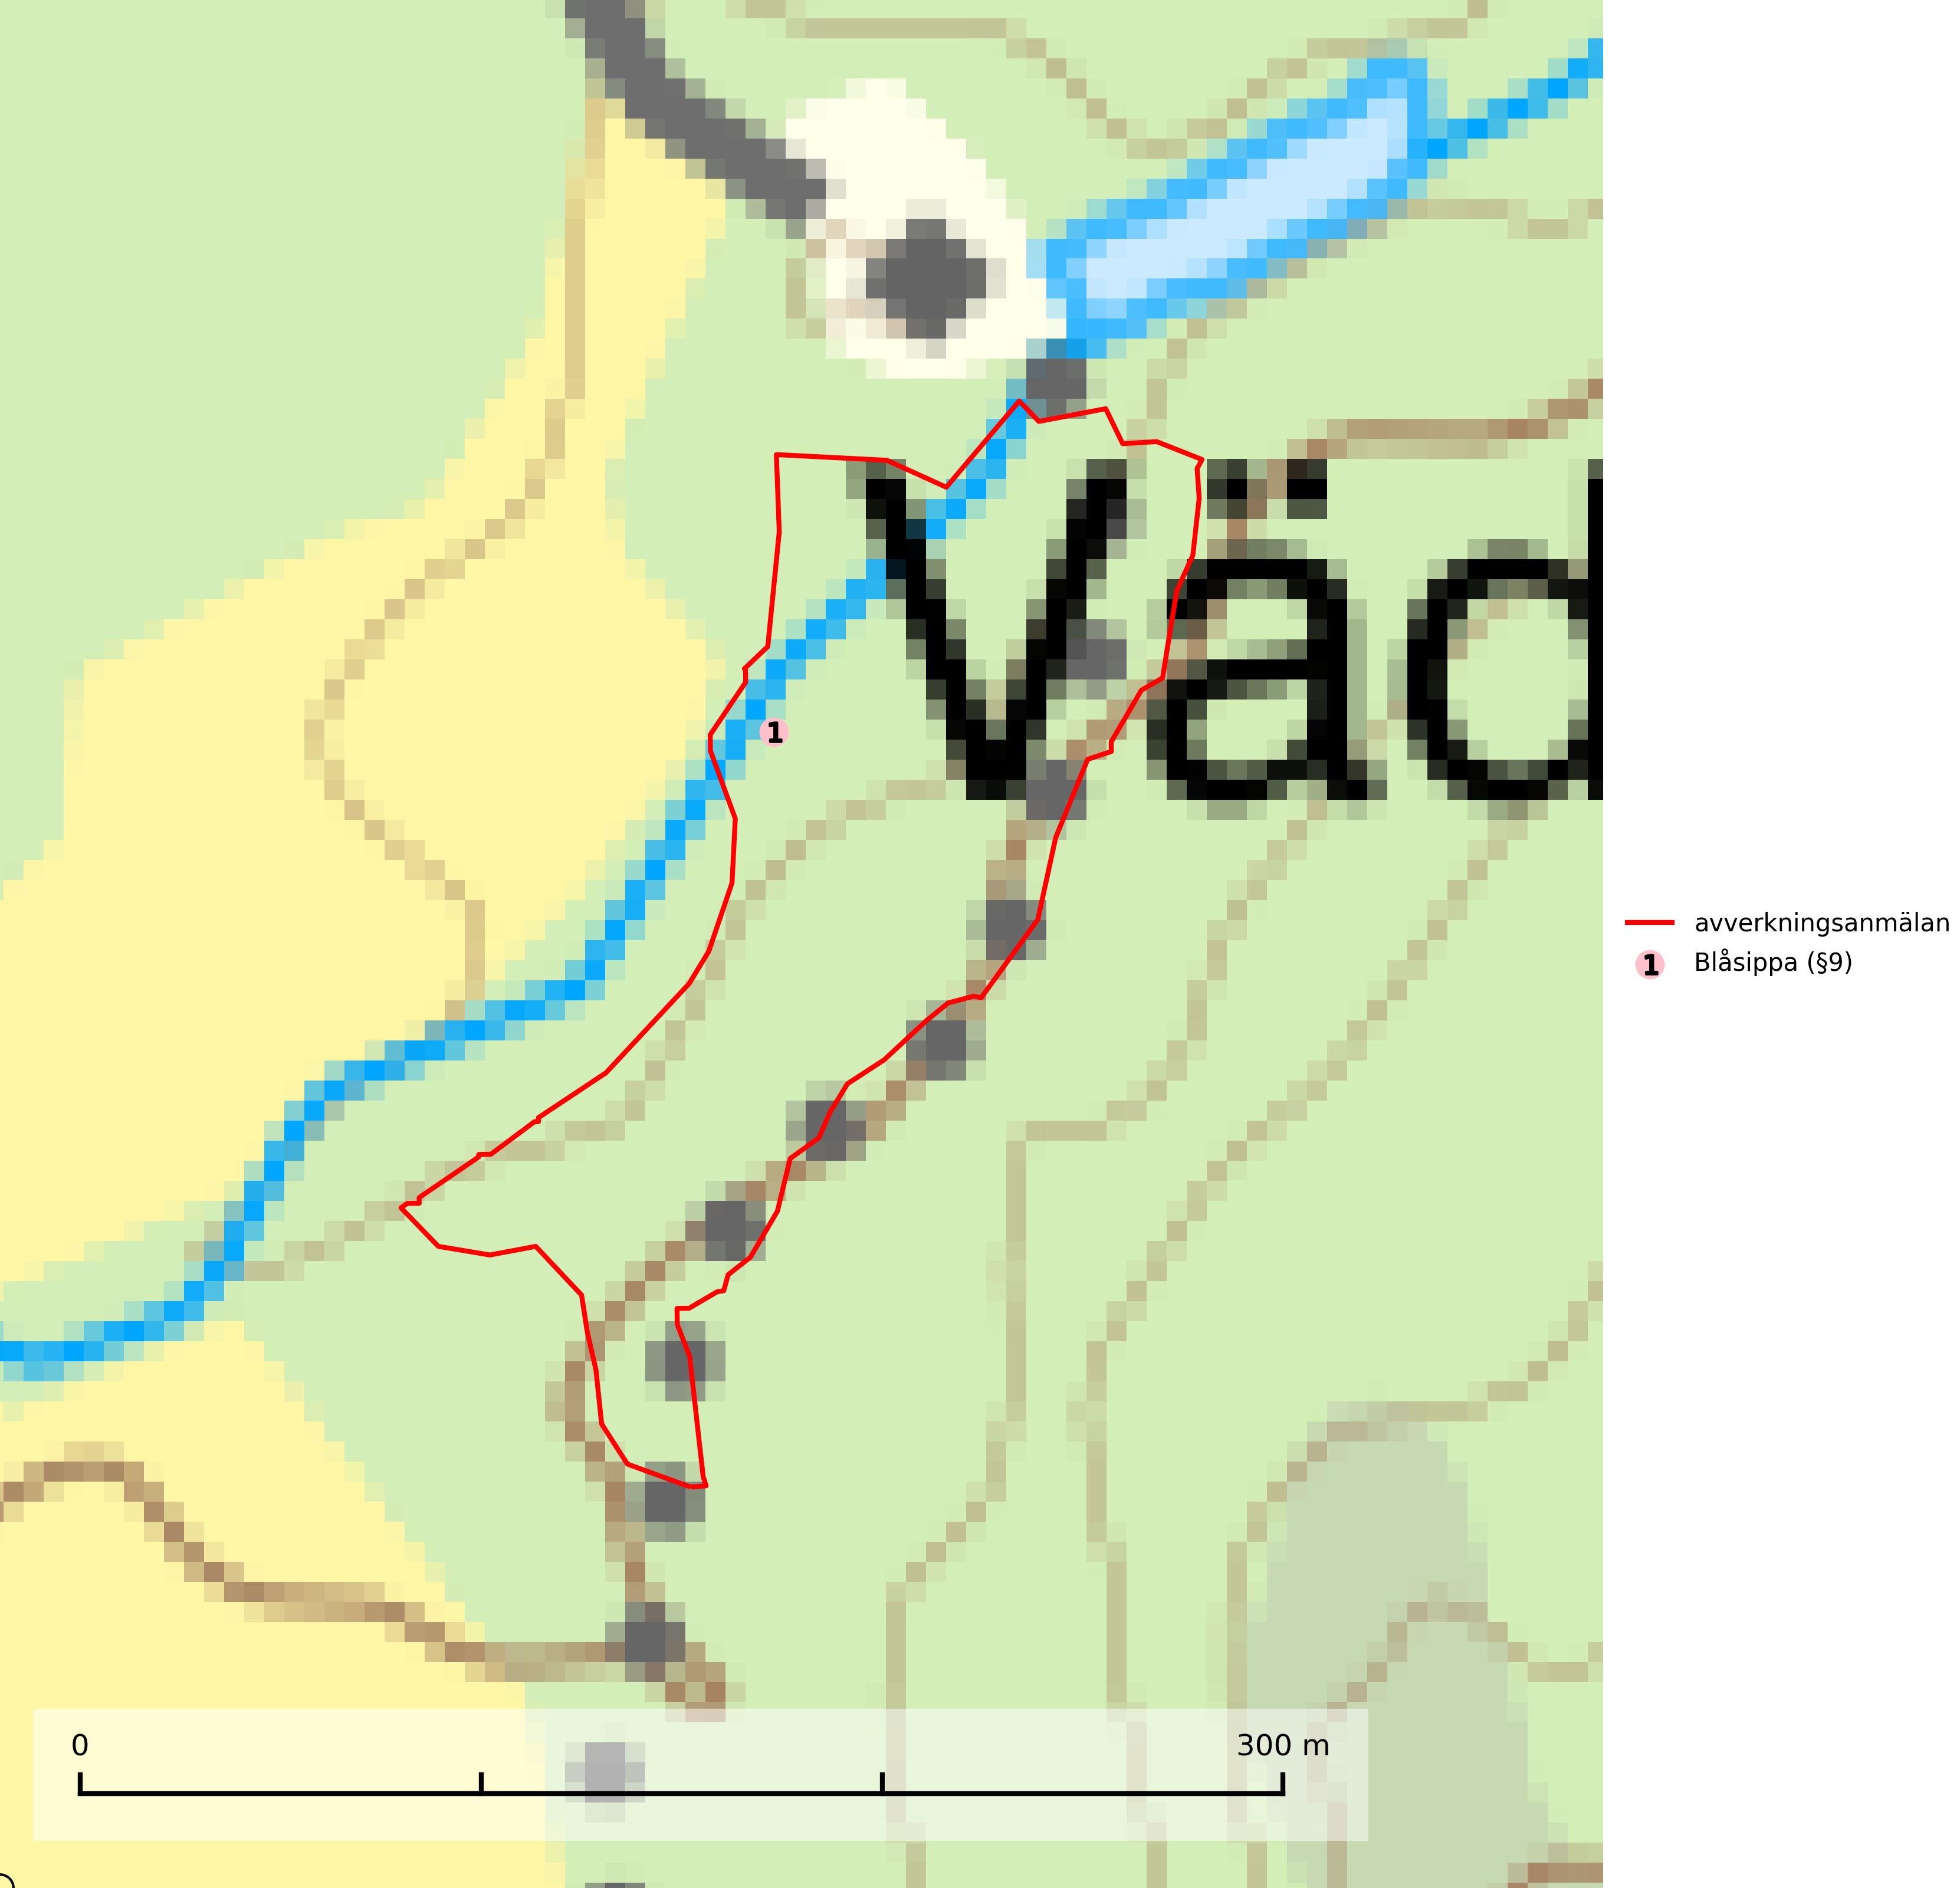 Väd
1
avverkningsanmälan
1 Blåsippa (§9)
0 300 m